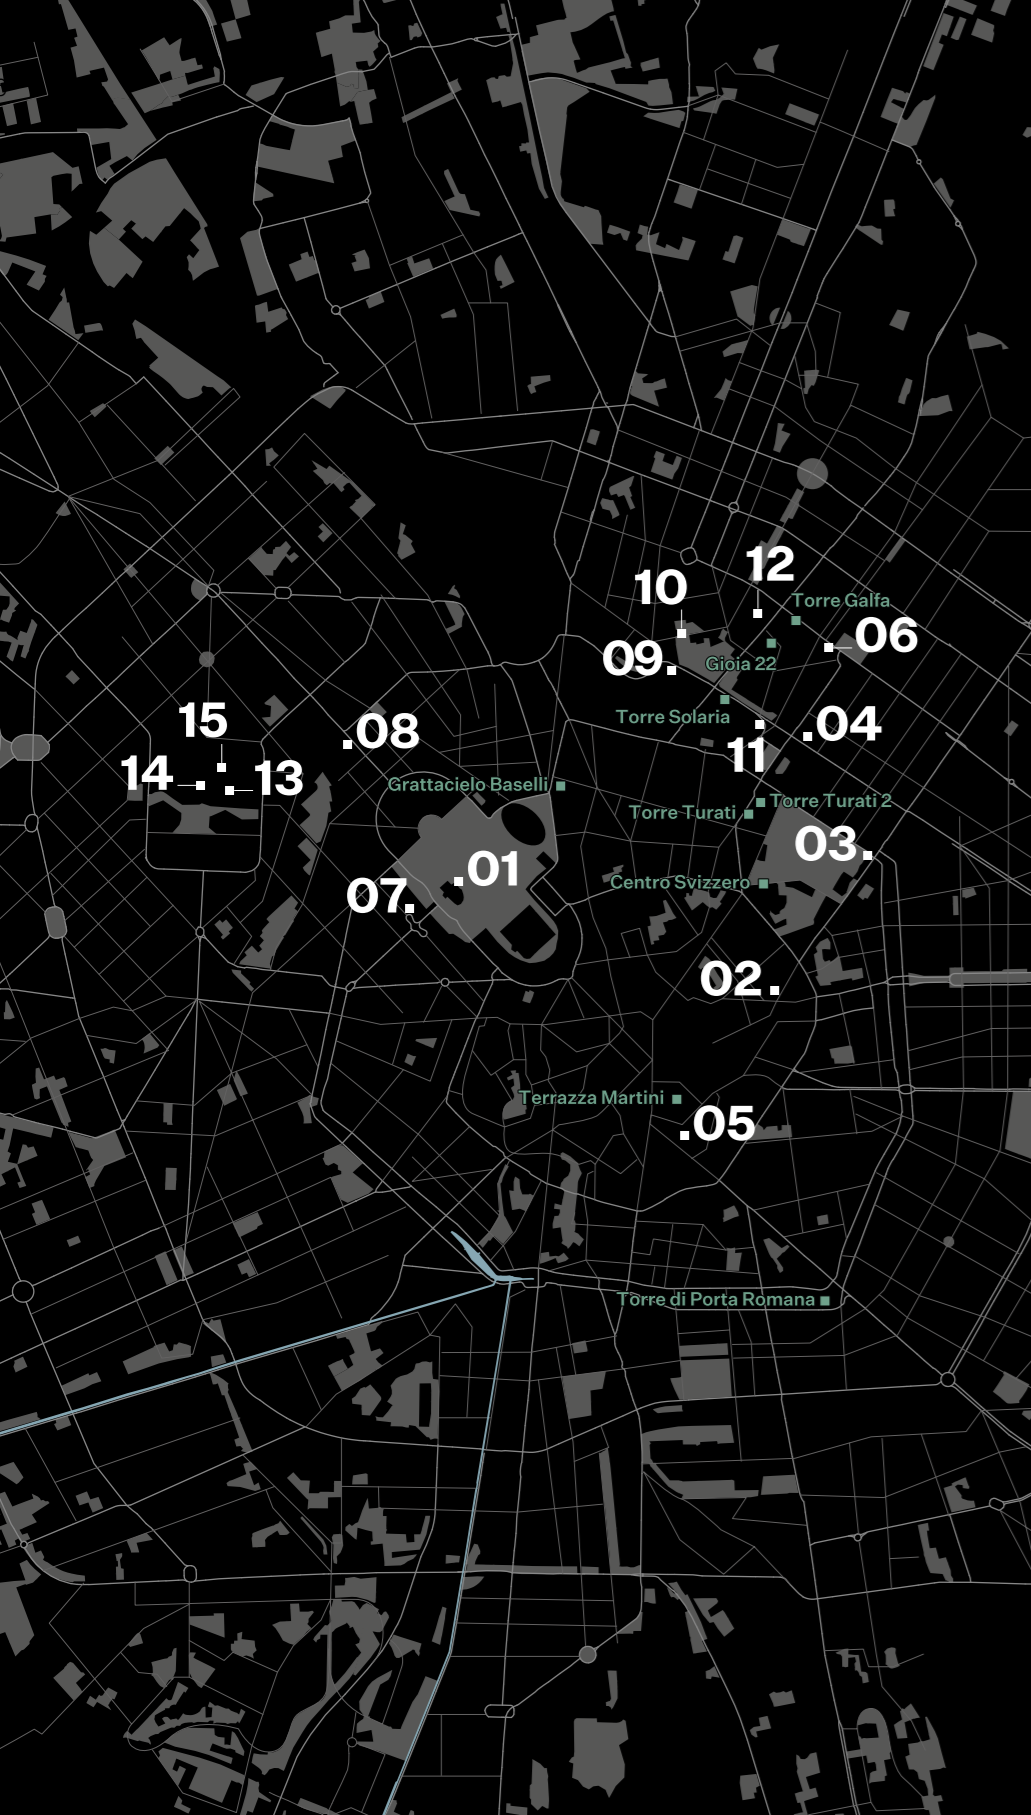 12
10
Torre Galfa
06
09
Gioia 22
15
Torre Solaria
04
08
11
14
13
Grattacielo Baselli
Torre Turati 2
Torre Turati
03
01
Centro Svizzero
07
02
Terrazza Martini
05
Torre di Porta Romana